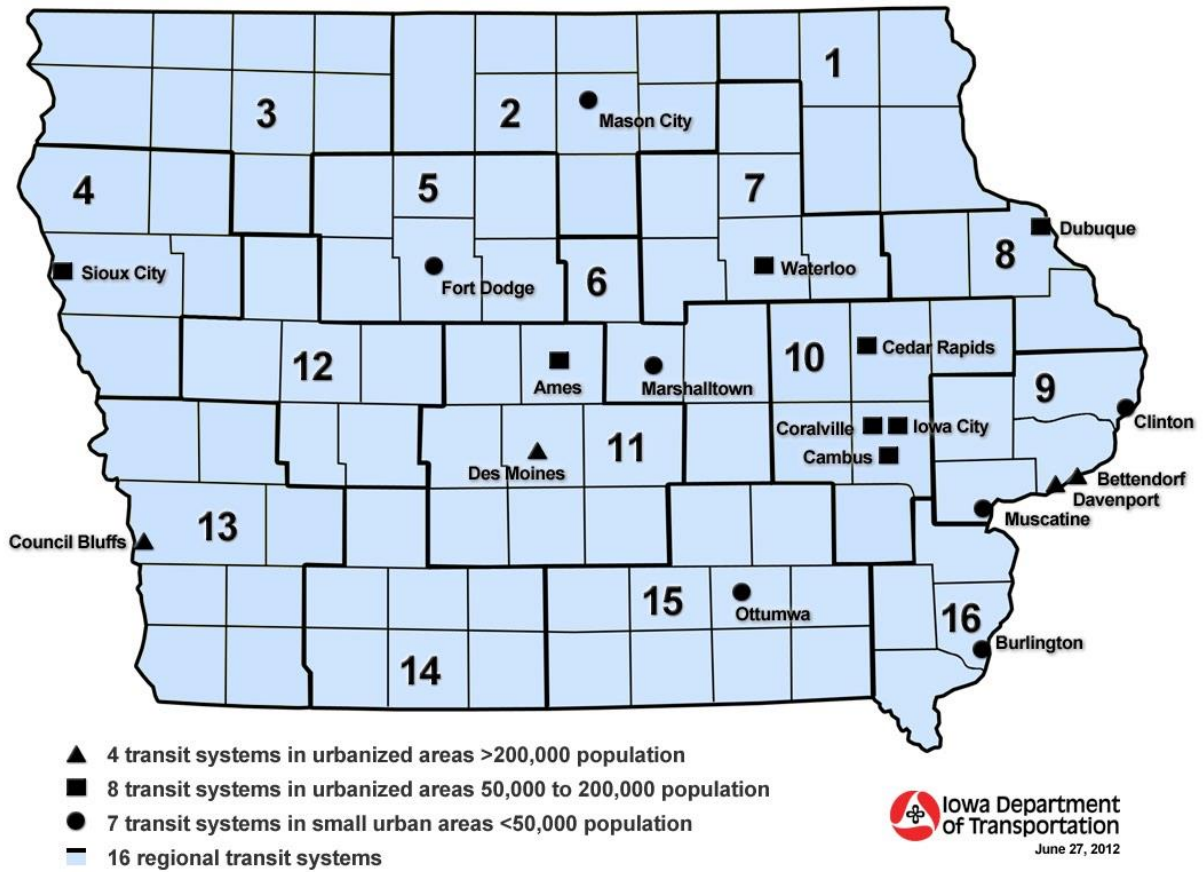 1
3
2
Mason City
4
5
7
Dubuque
8
Sioux City
Fort Dodge
6
Waterloo
12
Ames
Marshalltown
10
Cedar Rapids
9
Clinton
Coralville
Iowa City
Cambus
Des Moines
11
Bettendorf
Davenport
Muscatine
Council Bluffs
13
15
Ottumwa
16
Burlington
14
4 transit systems in urbanized areas >200,000 population
8 transit systems in urbanized areas 50,000 to 200,000 population
7 transit systems in small urban areas <50,000 population
16 regional transit systems
Iowa Department
of Transportation
June 27, 2012